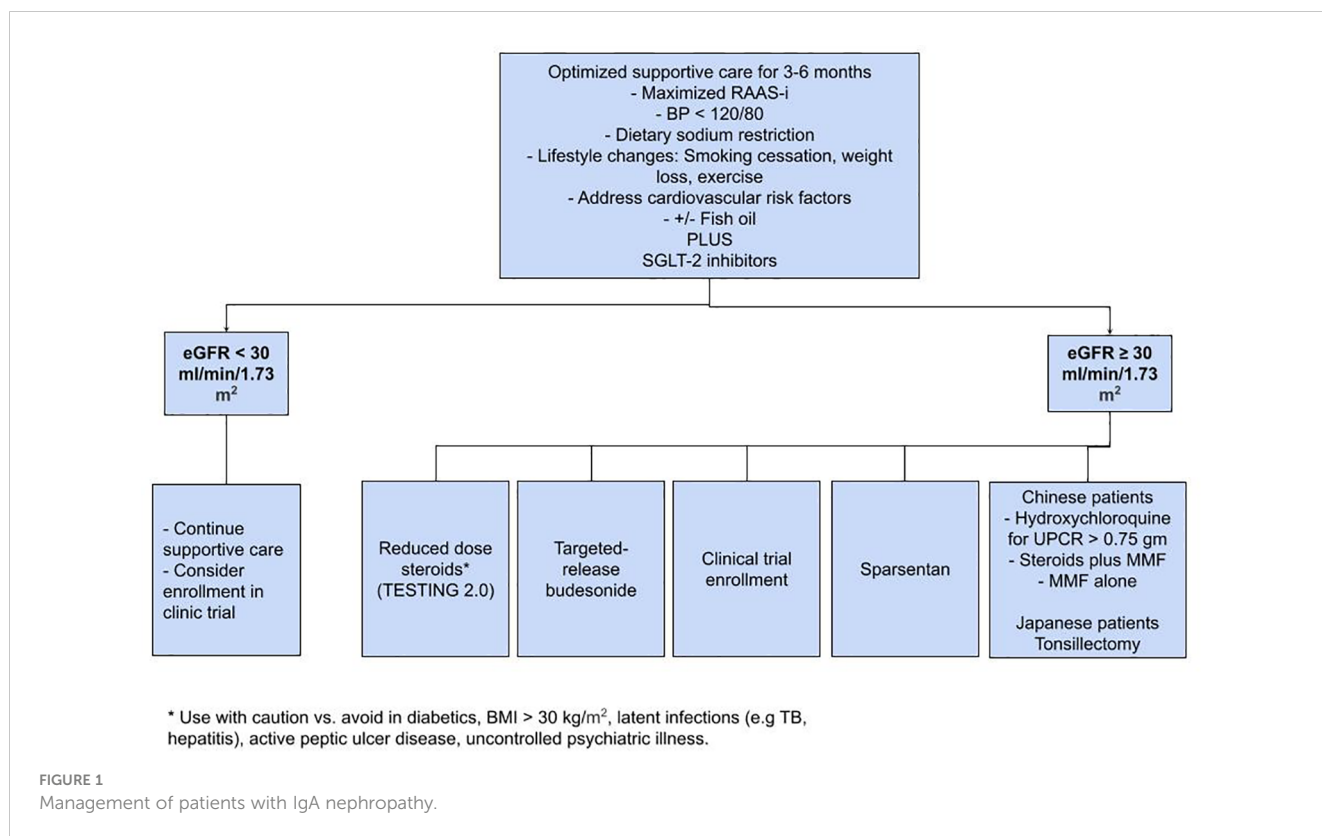 Optimized supportive care for 3-6 months
- Maximized RAAS-i
- BP < 120/80
- Dietary sodium restriction
- Lifestyle changes: Smoking cessation, weight
loss, exercise
- Address cardiovascular risk factors
- +/- Fish oil
PLUS
SGLT-2 inhibitors
eGFR < 30
ml/min/1.73
m²
eGFR ≥ 30
ml/min/1.73
m²
- Continue
supportive care
- Consider
enrollment in
clinic trial
Reduced dose
steroids*
(TESTING 2.0)
Targeted-
release
budesonide
Clinical trial
enrollment
Sparsentan
Chinese patients
- Hydroxychloroquine
for UPCR > 0.75 gm
- Steroids plus MMF
- MMF alone
Japanese patients
Tonsillectomy
* Use with caution vs. avoid in diabetics, BMI > 30 kg/m², latent infections (e.g TB,
hepatitis), active peptic ulcer disease, uncontrolled psychiatric illness.
FIGURE 1
Management of patients with IgA nephropathy.